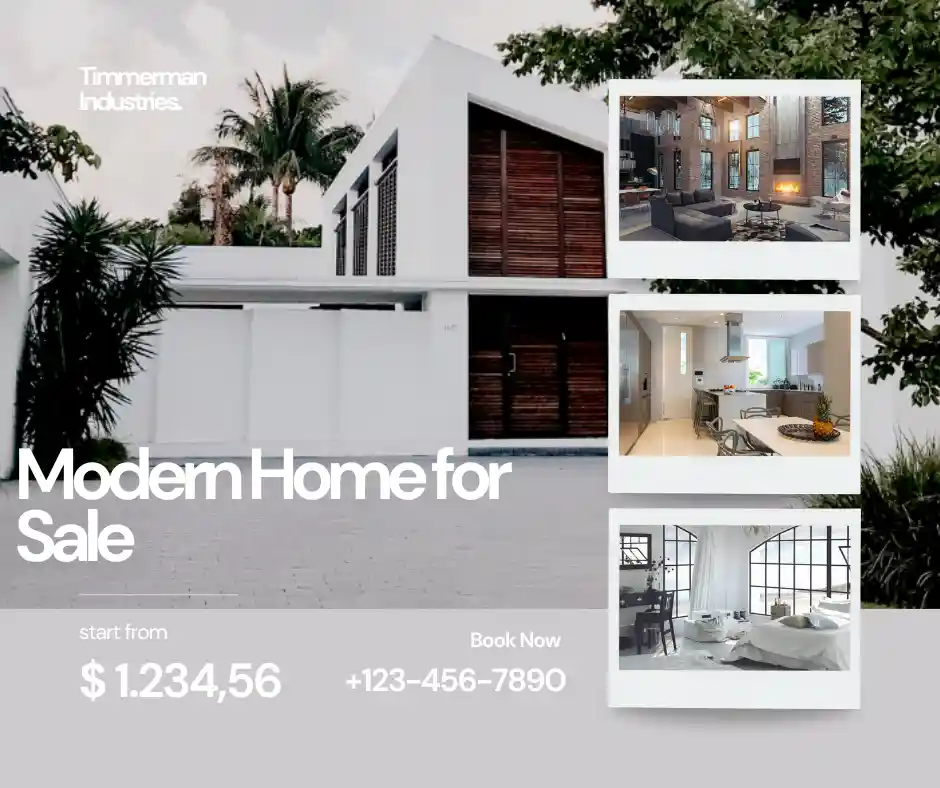 Timmerman
Industries.
Modern Home for
Sale
start from
$ 1.234,56
Book Now
+123-456-7890